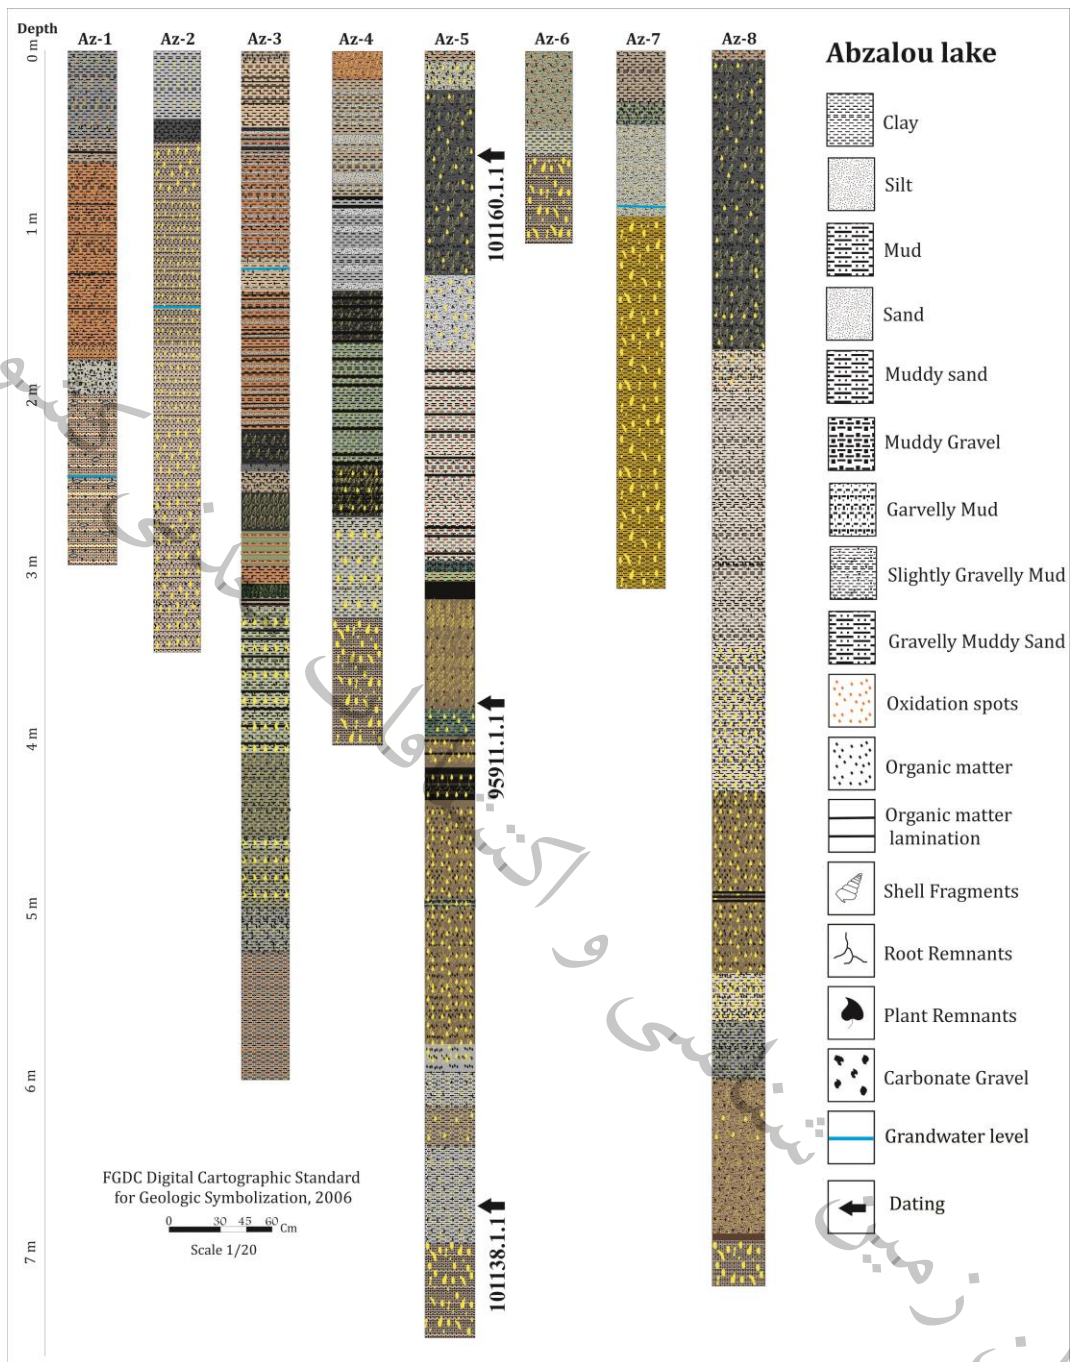 Depth
Az-1 Az-2 Az-3 Az-4 Az-5 Az-6 Az-7 Az-8
Abzalou lake
0 m
1 m
2 m
3 m
4 m
5 m
6 m
7 m
101160.1.1
95911.1.1
101138.1.1
Clay
Silt
Mud
Sand
Muddy sand
Muddy Gravel
Garvelly Mud
Slightly Gravelly Mud
Gravelly Muddy Sand
Oxidation spots
Organic matter
Organic matter
lamination
Shell Fragments
Root Remnants
Plant Remnants
Carbonate Gravel
Grandwater level
Dating
FGDC Digital Cartographic Standard
for Geologic Symbolization, 2006
0 30 45 60 Cm
Scale 1/20
زمین شناسی و اکتشافات معدنی